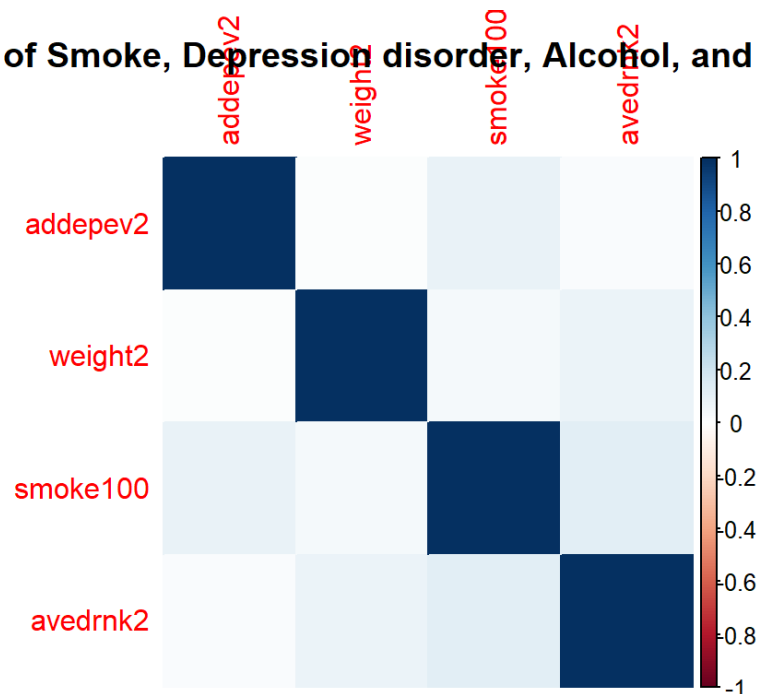 of Smoke, Depression disorder, Alcohol, and
addepev2
weight2
smoke100
avedrnk2
addepev2
weight2
smoke100
avedrnk2
1
0.8
0.6
0.4
0.2
0
-0.2
-0.4
-0.6
-0.8
-1